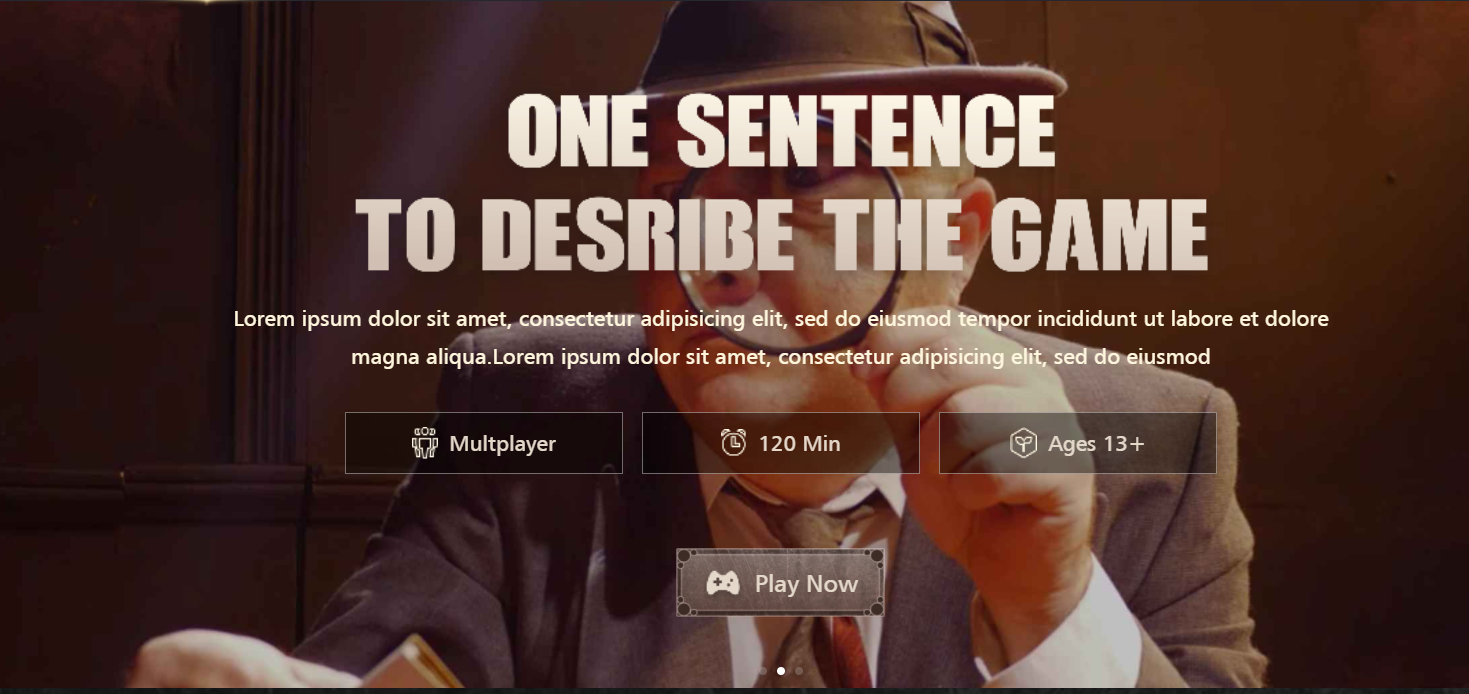 ONE SENTENCE
TO DESRIBE THE GAME
Lorem ipsum dolor sit amet, consectetur adipisicing elit, sed do eiusmod tempor incididunt ut labore et dolore
magna aliqua.Lorem ipsum dolor sit amet, consectetur adipisicing elit, sed do eiusmod
Multplayer
120 Min
Ages 13+
Play Now